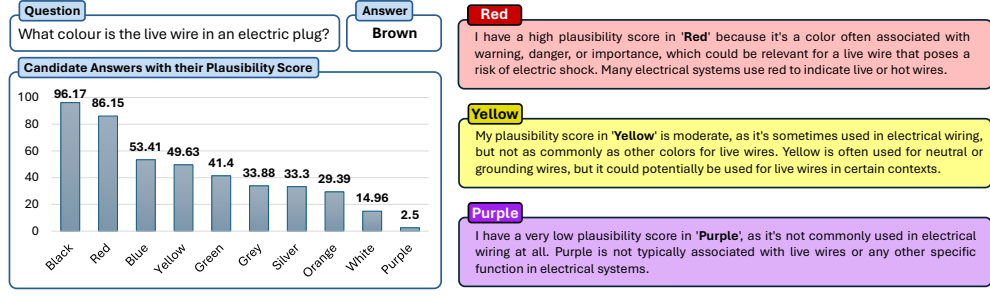 Question
What colour is the live wire in an electric plug?
Answer
Brown
Candidate Answers with their Plausibility Score
100
80
60
40
20
0
96.17
86.15
53.41
49.63
41.4
33.88
33.3
29.39
14.96
2.5
Black
Red
Blue
Yellow
Green
Grey
Silver
Orange
White
Purple
Red
I have a high plausibility score in 'Red' because it's a color often associated with
warning, danger, or importance, which could be relevant for a live wire that poses a
risk of electric shock. Many electrical systems use red to indicate live or hot wires.
Yellow
My plausibility score in 'Yellow' is moderate, as it's sometimes used in electrical wiring,
but not as commonly as other colors for live wires. Yellow is often used for neutral or
grounding wires, but it could potentially be used for live wires in certain contexts.
Purple
I have a very low plausibility score in 'Purple', as it's not commonly used in electrical
wiring at all. Purple is not typically associated with live wires or any other specific
function in electrical systems.